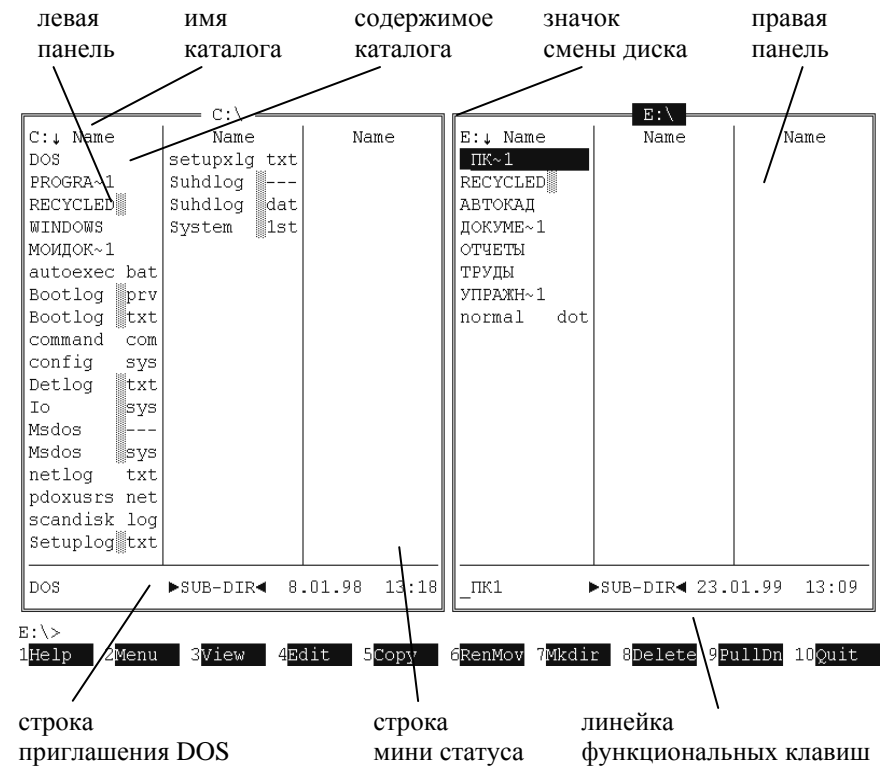 левая имя содержимое значок правая
панель каталога каталога смены диска панель
C:\ E:\
C:↓ Name Name Name E:↓ Name Name Name
DOS setupxlg txt _ПК~1
PROGRA~1 Suhdlog ░--- RECYCLED░
RECYCLED░ Suhdlog ░dat АВТОКАД
WINDOWS System ░1st ДОКУМЕ~1
МОИДОК~1 ОТЧЕТЫ
autoexec bat ТРУДЫ
Bootlog ░prv УПРАЖН~1
Bootlog ░txt normal dot
command com
config sys
Detlog ░txt
Io ░sys
Msdos ░---
Msdos ░sys
netlog txt
pdoxusrs net
scandisk log
Setuplog░txt
DOS ►SUB-DIR◄ 8.01.98 13:18 _ПК1 ►SUB-DIR◄ 23.01.99 13:09
E:\>
1Help 2Menu 3View 4Edit 5Copy 6RenMov 7Mkdir 8Delete 9PullDn 10Quit
строка строка линейка
приглашения DOS мини статуса функциональных клавиш